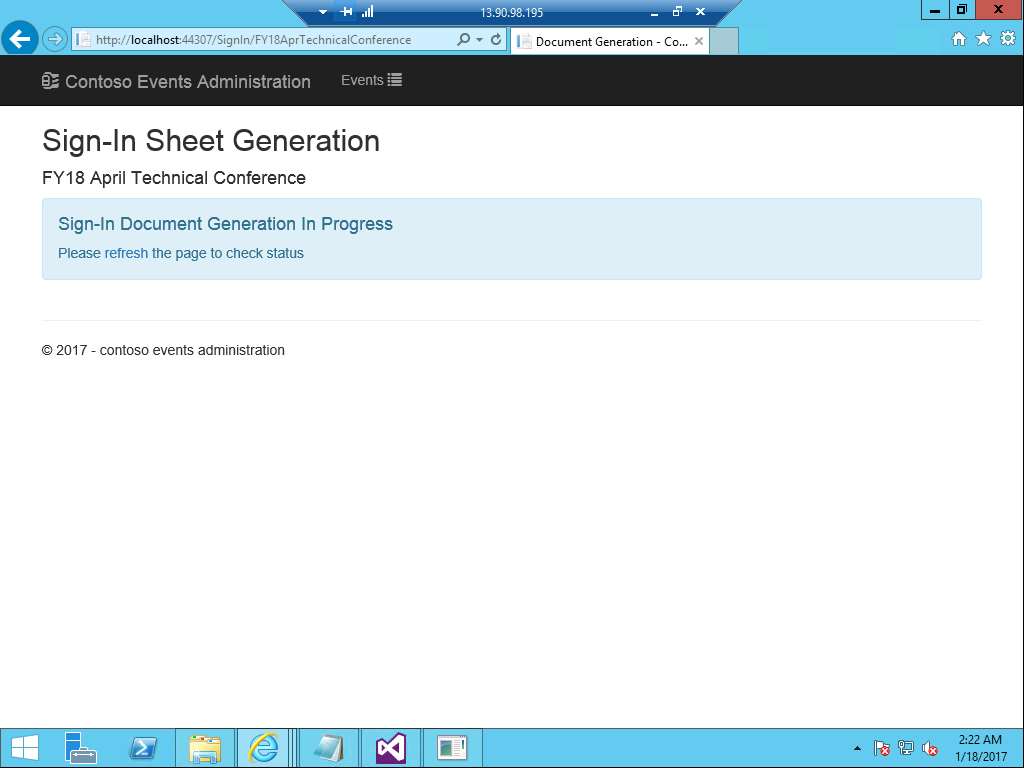 13.90.98.195
http://localhost:44307/SignIn/FY18AprTechnicalConference
Document Generation - Co...
Contoso Events Administration
Events
Sign-In Sheet Generation
FY18 April Technical Conference
Sign-In Document Generation In Progress
Please refresh the page to check status
© 2017 - contoso events administration
2:22 AM
1/18/2017